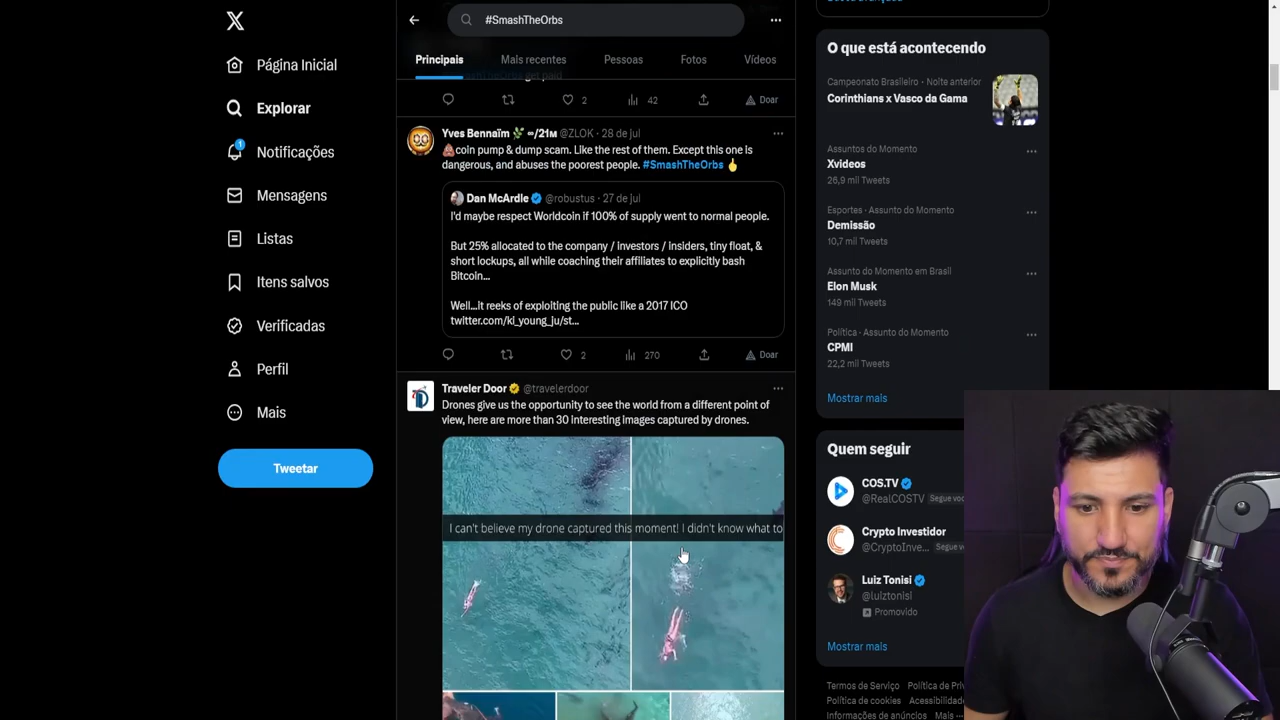 #SmashTheOrbs
Página Inicial
Explorar
1
Notificações
Mensagens
Listas
Itens salvos
Verificadas
Perfil
Mais
Tweetar
Principais
Mais recentes
Pessoas
Fotos
Vídeos
2
42
Doar
Yves Bennaïm 🌿 ∞/21м @ZLOK · 28 de jul
💩coin pump & dump scam. Like the rest of them. Except this one is
dangerous, and abuses the poorest people. #SmashTheOrbs 🖕
Dan McArdle @robustus · 27 de jul
I'd maybe respect Worldcoin if 100% of supply went to normal people.
But 25% allocated to the company / investors / insiders, tiny float, &
short lockups, all while coaching their affiliates to explicitly bash
Bitcoin...
Well...it reeks of exploiting the public like a 2017 ICO
twitter.com/ki_young_ju/st...
2
270
Doar
Traveler Door @travelerdoor
Drones give us the opportunity to see the world from a different point of
view, here are more than 30 interesting images captured by drones.
I can't believe my drone captured this moment! I didn't know what to
O que está acontecendo
Campeonato Brasileiro · Noite anterior
Corinthians x Vasco da Gama
Assuntos do Momento
Xvideos
26,9 mil Tweets
Esportes · Assunto do Momento
Demissão
10,7 mil Tweets
Assunto do Momento em Brasil
Elon Musk
149 mil Tweets
Política · Assunto do Momento
CPMI
22,2 mil Tweets
Mostrar mais
Quem seguir
COS.TV
@RealCOSTV Segue voc
Crypto Investidor
@CryptoInve... Segue v
Luiz Tonisi
@luiztonisi
Promovido
Mostrar mais
Termos de Serviço Política de Priv
Política de cookies Acessibilidad
Informações de anúncios Mais ...